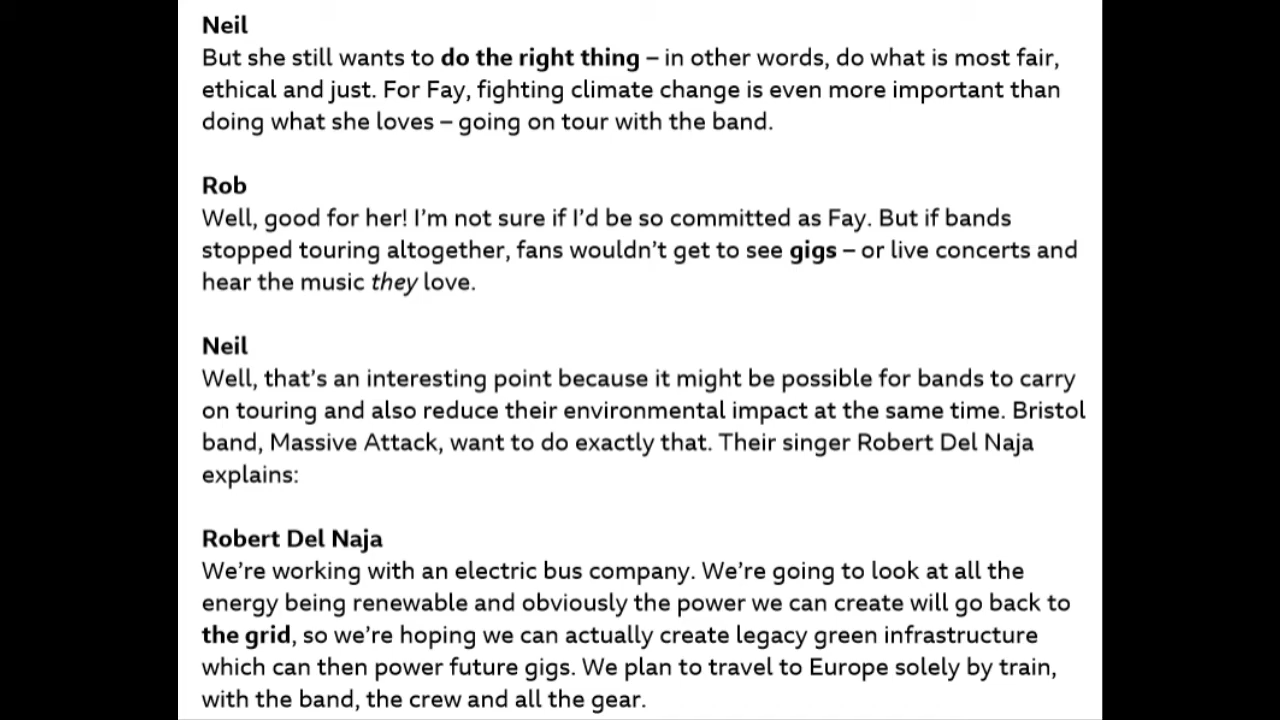 Neil
But she still wants to do the right thing – in other words, do what is most fair,
ethical and just. For Fay, fighting climate change is even more important than
doing what she loves – going on tour with the band.
Rob
Well, good for her! I'm not sure if I'd be so committed as Fay. But if bands
stopped touring altogether, fans wouldn't get to see gigs – or live concerts and
hear the music they love.
Neil
Well, that's an interesting point because it might be possible for bands to carry
on touring and also reduce their environmental impact at the same time. Bristol
band, Massive Attack, want to do exactly that. Their singer Robert Del Naja
explains:
Robert Del Naja
We're working with an electric bus company. We're going to look at all the
energy being renewable and obviously the power we can create will go back to
the grid, so we're hoping we can actually create legacy green infrastructure
which can then power future gigs. We plan to travel to Europe solely by train,
with the band, the crew and all the gear.